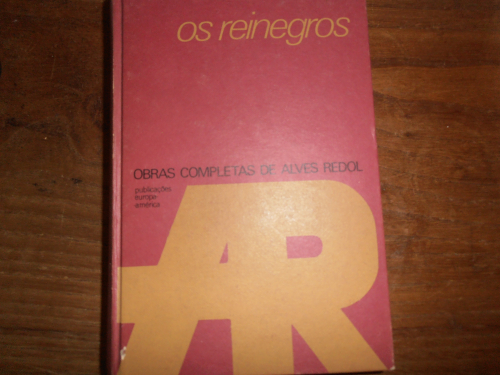 os reinegros
OBRAS COMPLETAS DE ALVES REDOL
publicações
europa-
américa
AR